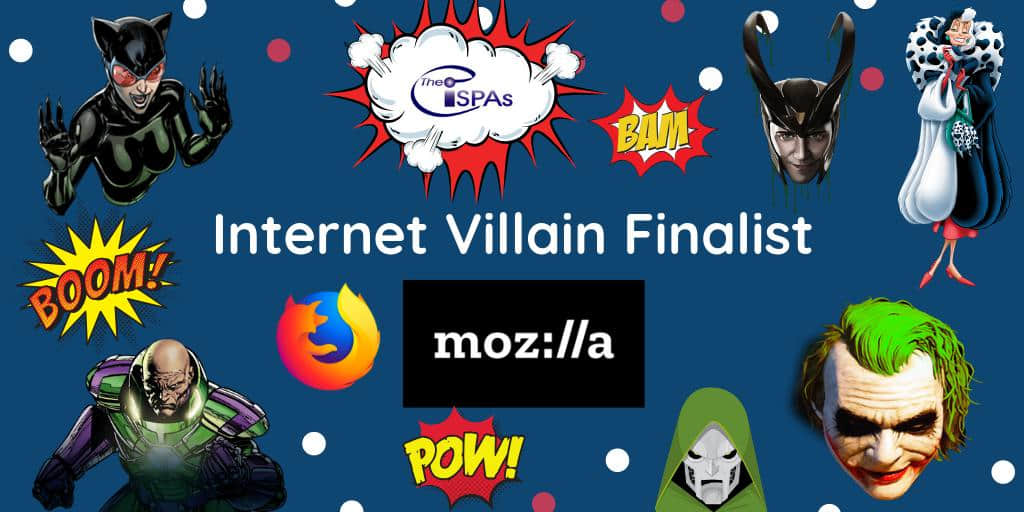 The
iSPAs
BAM
Internet Villain Finalist
BOOM!
moz://a
POW!